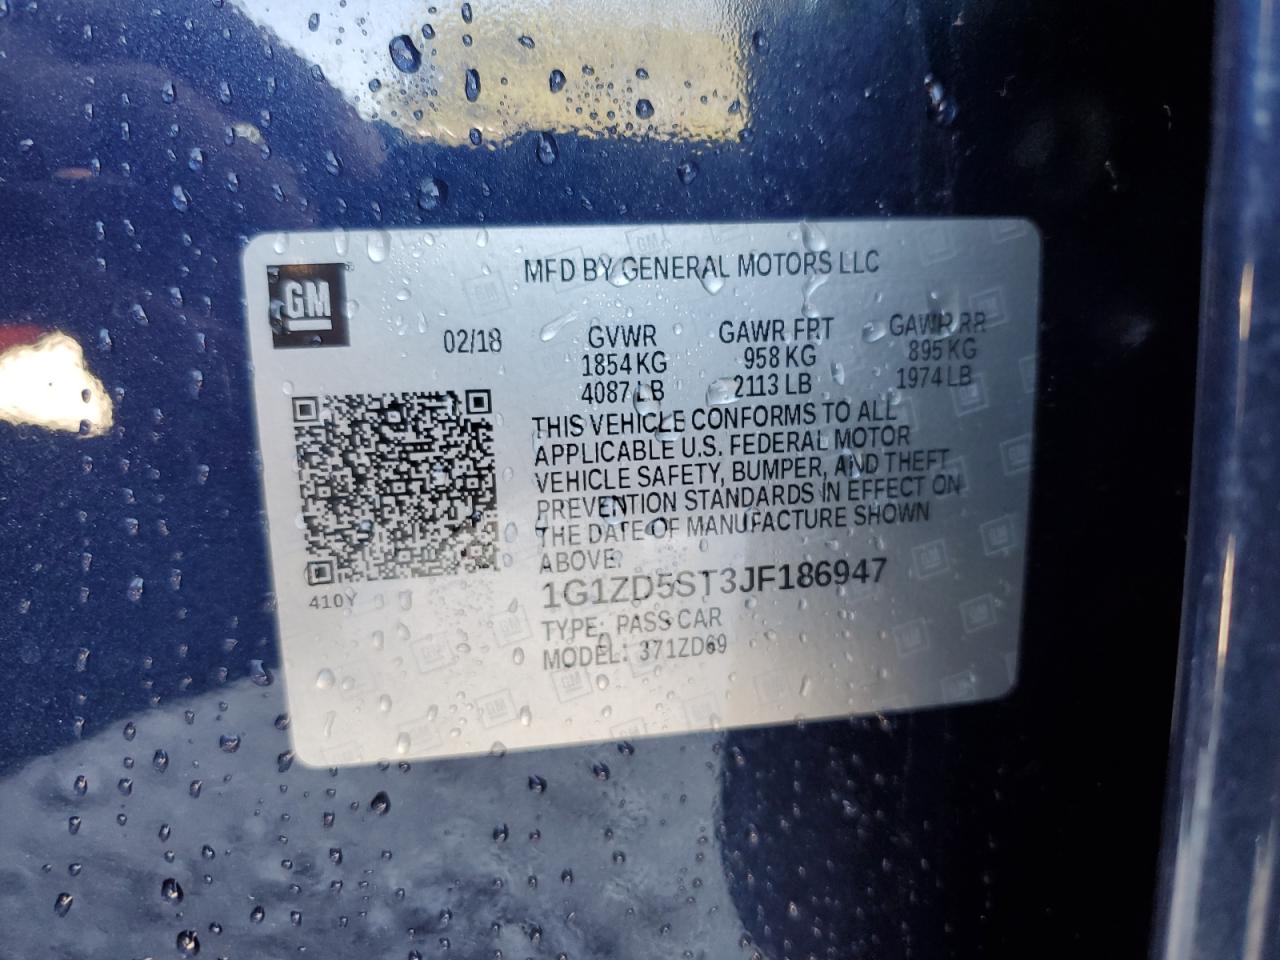 GM
MFD BY GENERAL MOTORS LLC
02/18 GVWR GAWR FRT GAWR RR
1854 KG 958 KG 895 KG
4087 LB 2113 LB 1974 LB
THIS VEHICLE CONFORMS TO ALL
APPLICABLE U.S. FEDERAL MOTOR
VEHICLE SAFETY, BUMPER, AND THEFT
PREVENTION STANDARDS IN EFFECT ON
THE DATE OF MANUFACTURE SHOWN
ABOVE.
410Y
1G1ZD5ST3JF186947
TYPE: PASS CAR
MODEL: 371ZD69